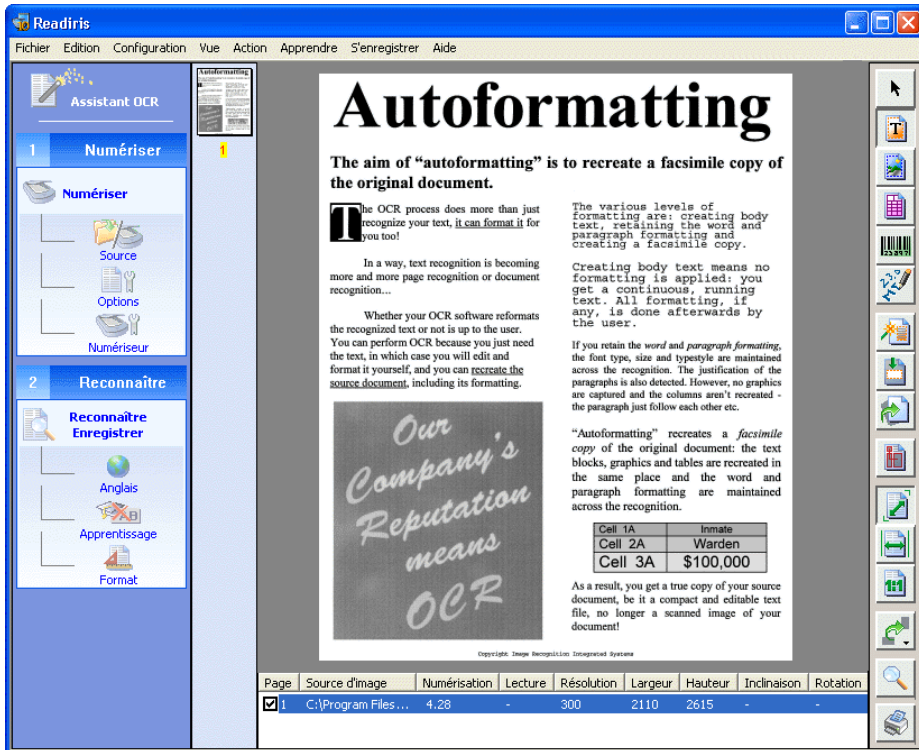 Readiris
Fichier Edition Configuration Vue Action Apprendre S'enregistrer Aide
Assistant OCR
1 Numériser
Numériser
Source
Options
Numériseur
2 Reconnaître
Reconnaître
Enregistrer
Anglais
Apprentissage
Format
1
Autoformatting
The aim of “autoformatting” is to recreate a facsimile copy of
the original document.
The OCR process does more than just
recognize your text, it can format it for
you too!
In a way, text recognition is becoming
more and more page recognition or document
recognition...
Whether your OCR software reformats
the recognized text or not is up to the user.
You can perform OCR because you just need
the text, in which case you will edit and
format it yourself, and you can recreate the
source document, including its formatting.
Our
Company's
Reputation
means
OCR
The various levels of
formatting are: creating body
text, retaining the word and
paragraph formatting and
creating a facsimile copy.
Creating body text means no
formatting is applied: you
get a continuous, running
text. All formatting, if
any, is done afterwards by
the user.
If you retain the word and paragraph formatting,
the font type, size and typestyle are maintained
across the recognition. The justification of the
paragraphs is also detected. However, no graphics
are captured and the columns aren't recreated -
the paragraph just follow each other etc.
“Autoformatting” recreates a facsimile
copy of the original document: the text
blocks, graphics and tables are recreated in
the same place and the word and
paragraph formatting are maintained
across the recognition.
Cell 1A Inmate
Cell 2A Warden
Cell 3A $100,000
As a result, you get a true copy of your source
document, be it a compact and editable text
file, no longer a scanned image of your
document!
Copyright Image Recognition Integrated Systems
Page Source d'image Numérisation Lecture Résolution Largeur Hauteur Inclinaison Rotation
1 C:\Program Files... 4.28 - 300 2110 2615 - -
T
1:1